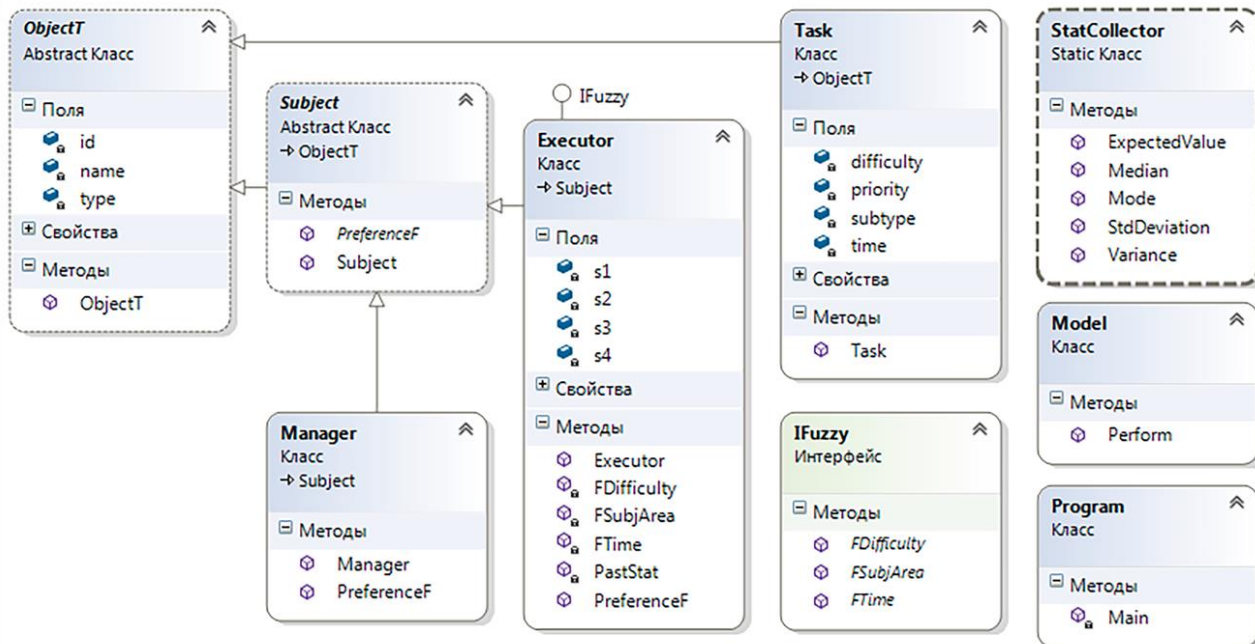 ObjectT
Abstract Класс
Поля
id
name
type
Свойства
Методы
ObjectT
Subject
Abstract Класс
→ ObjectT
Методы
PreferenceF
Subject
Manager
Класс
→ Subject
Методы
Manager
PreferenceF
IFuzzy
Executor
Класс
→ Subject
Поля
s1
s2
s3
s4
Свойства
Методы
Executor
FDifficulty
FSubjArea
FTime
PastStat
PreferenceF
Task
Класс
→ ObjectT
Поля
difficulty
priority
subtype
time
Свойства
Методы
Task
IFuzzy
Интерфейс
Методы
FDifficulty
FSubjArea
FTime
StatCollector
Static Класс
Методы
ExpectedValue
Median
Mode
StdDeviation
Variance
Model
Класс
Методы
Perform
Program
Класс
Методы
Main